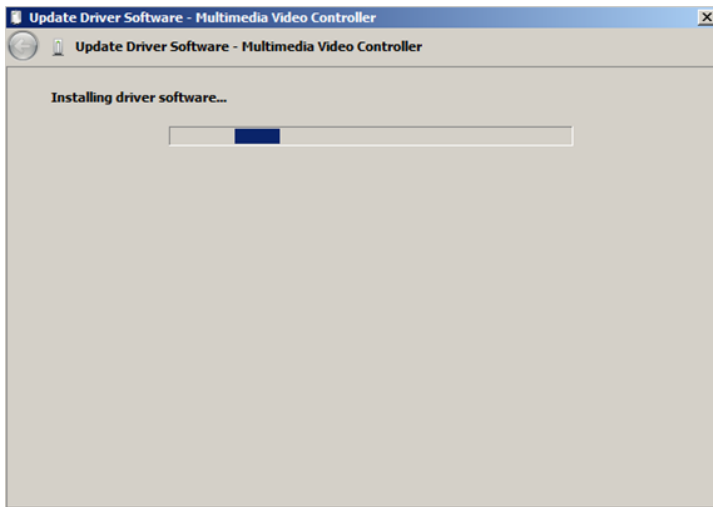 Update Driver Software - Multimedia Video Controller
Update Driver Software - Multimedia Video Controller
Installing driver software...